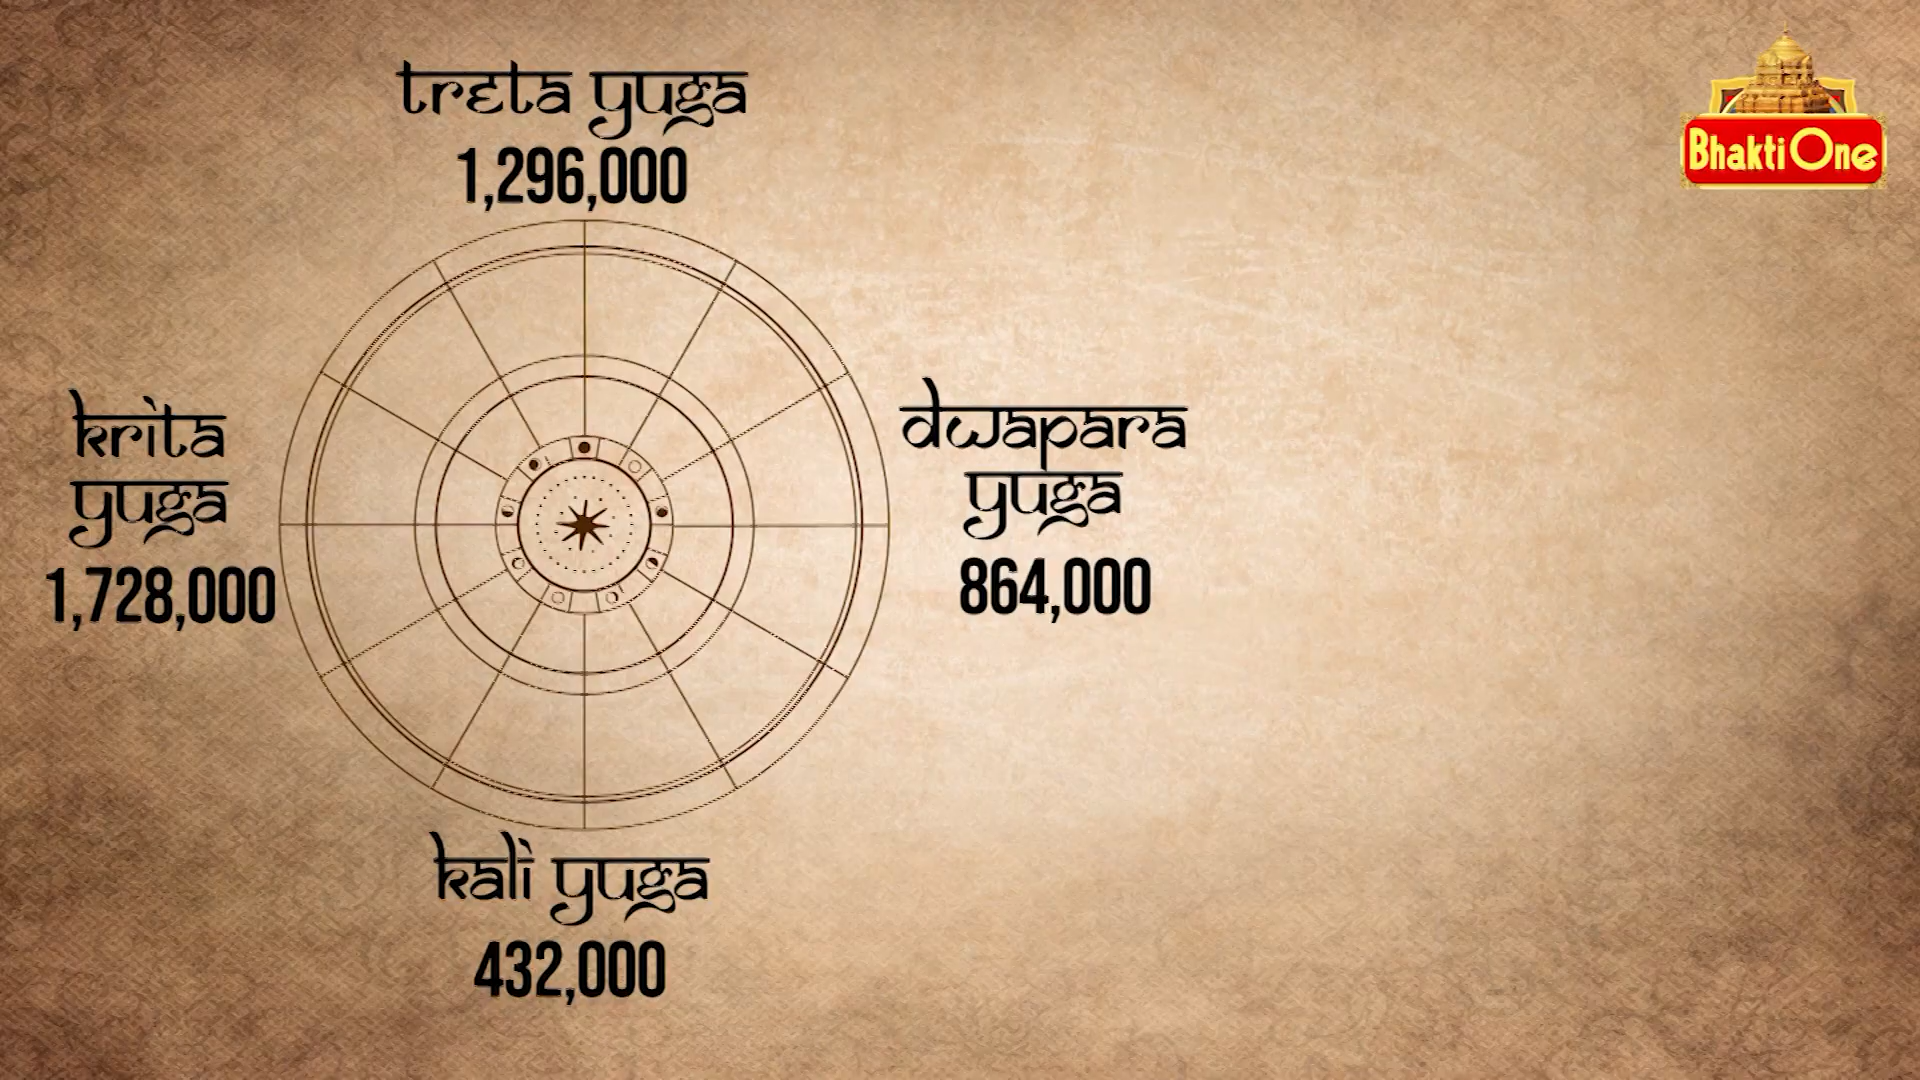 Treta Yuga
1,296,000
Bhakti One
Krita
Yuga
1,728,000
Dwapara
Yuga
864,000
Kali Yuga
432,000